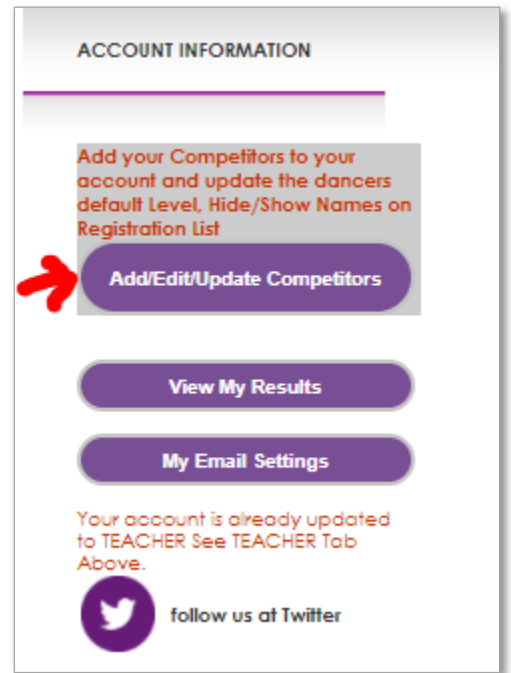 ACCOUNT INFORMATION
Add your Competitors to your
account and update the dancers
default Level, Hide/Show Names on
Registration List
Add/Edit/Update Competitors
View My Results
My Email Settings
Your account is already updated
to TEACHER See TEACHER Tab
Above.
follow us at Twitter